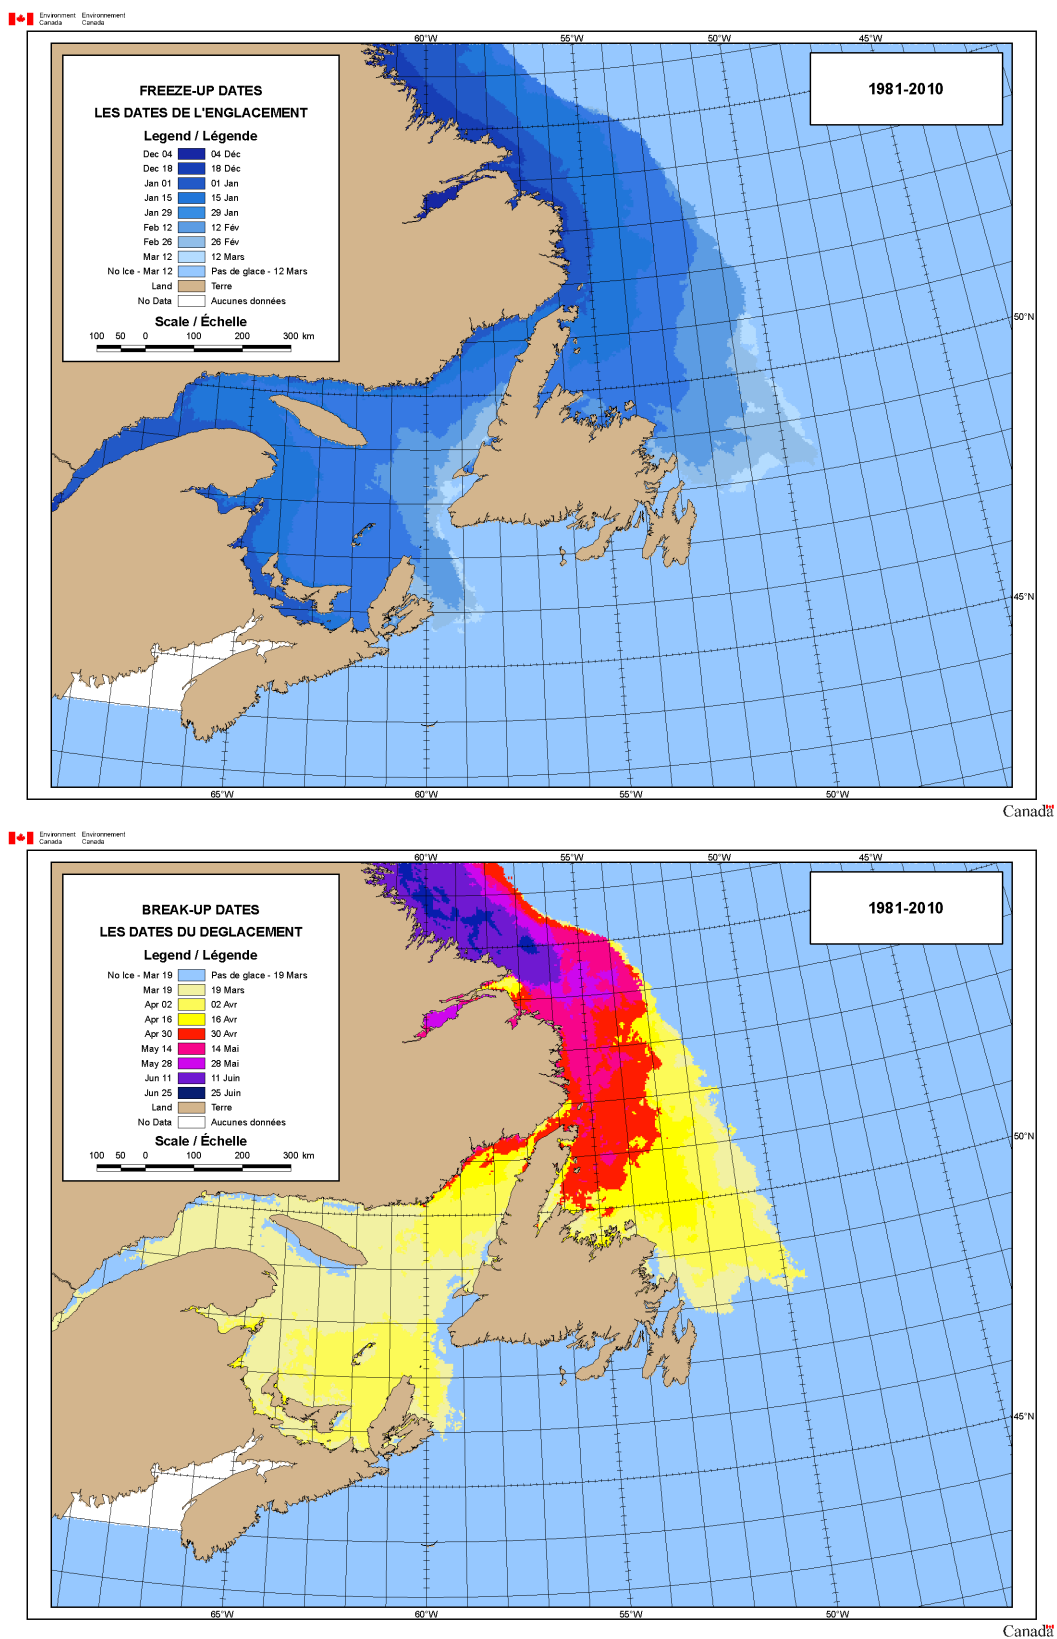 Environment Environnement
Canada Canada
60°W 55°W 50°W 45°W
FREEZE-UP DATES
LES DATES DE L'ENGLACEMENT
Legend / Légende
Dec 04 04 Déc
Dec 18 18 Déc
Jan 01 01 Jan
Jan 15 15 Jan
Jan 29 29 Jan
Feb 12 12 Fév
Feb 26 26 Fév
Mar 12 12 Mars
No Ice - Mar 12 Pas de glace - 12 Mars
Land Terre
No Data Aucunes données
Scale / Échelle
100 50 0 100 200 300 km
1981-2010
50°N
45°N
65°W 60°W 55°W 50°W
Canada
Environment Environnement
Canada Canada
60°W 55°W 50°W 45°W
BREAK-UP DATES
LES DATES DU DEGLACEMENT
Legend / Légende
No Ice - Mar 19 Pas de glace - 19 Mars
Mar 19 19 Mars
Apr 02 02 Avr
Apr 16 16 Avr
Apr 30 30 Avr
May 14 14 Mai
May 28 28 Mai
Jun 11 11 Juin
Jun 25 25 Juin
Land Terre
No Data Aucunes données
Scale / Échelle
100 50 0 100 200 300 km
1981-2010
50°N
45°N
65°W 60°W 55°W 50°W
Canada